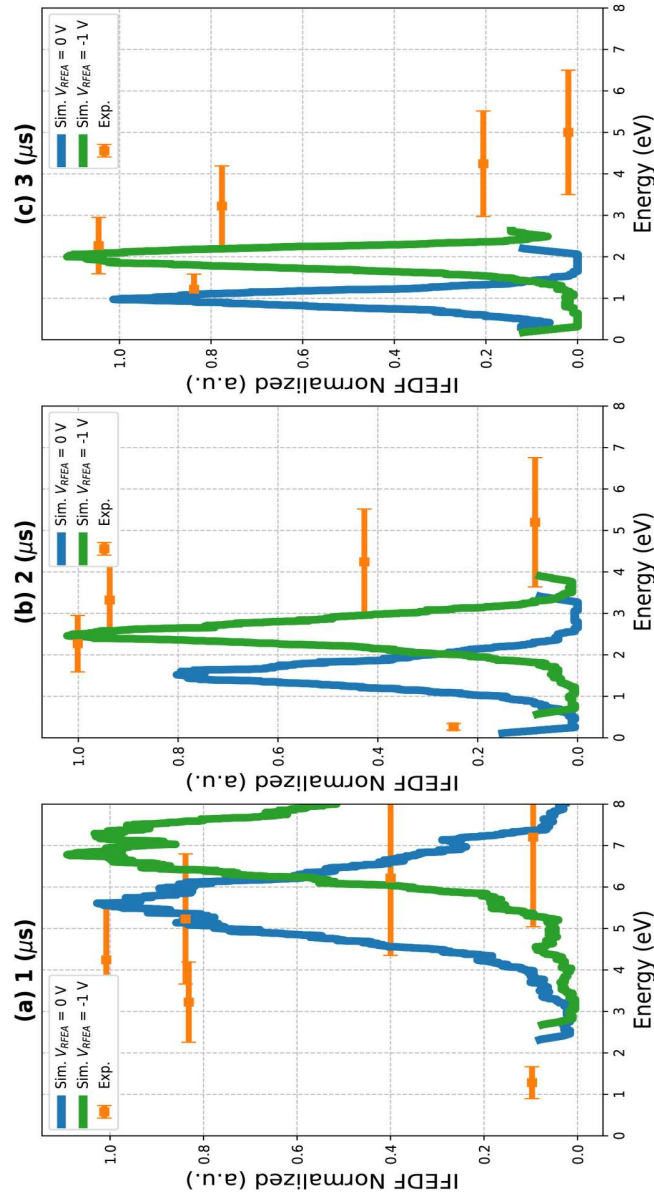 (a) 1 (μs)
Sim. V_RFEA = 0 V
Sim. V_RFEA = -1 V
Exp.
IFEDF Normalized (a.u.)
1.0
0.8
0.6
0.4
0.2
0.0
0 1 2 3 4 5 6 7 8
Energy (eV)
(b) 2 (μs)
Sim. V_RFEA = 0 V
Sim. V_RFEA = -1 V
Exp.
IFEDF Normalized (a.u.)
1.0
0.8
0.6
0.4
0.2
0.0
0 1 2 3 4 5 6 7 8
Energy (eV)
(c) 3 (μs)
Sim. V_RFEA = 0 V
Sim. V_RFEA = -1 V
Exp.
IFEDF Normalized (a.u.)
1.0
0.8
0.6
0.4
0.2
0.0
0 1 2 3 4 5 6 7 8
Energy (eV)